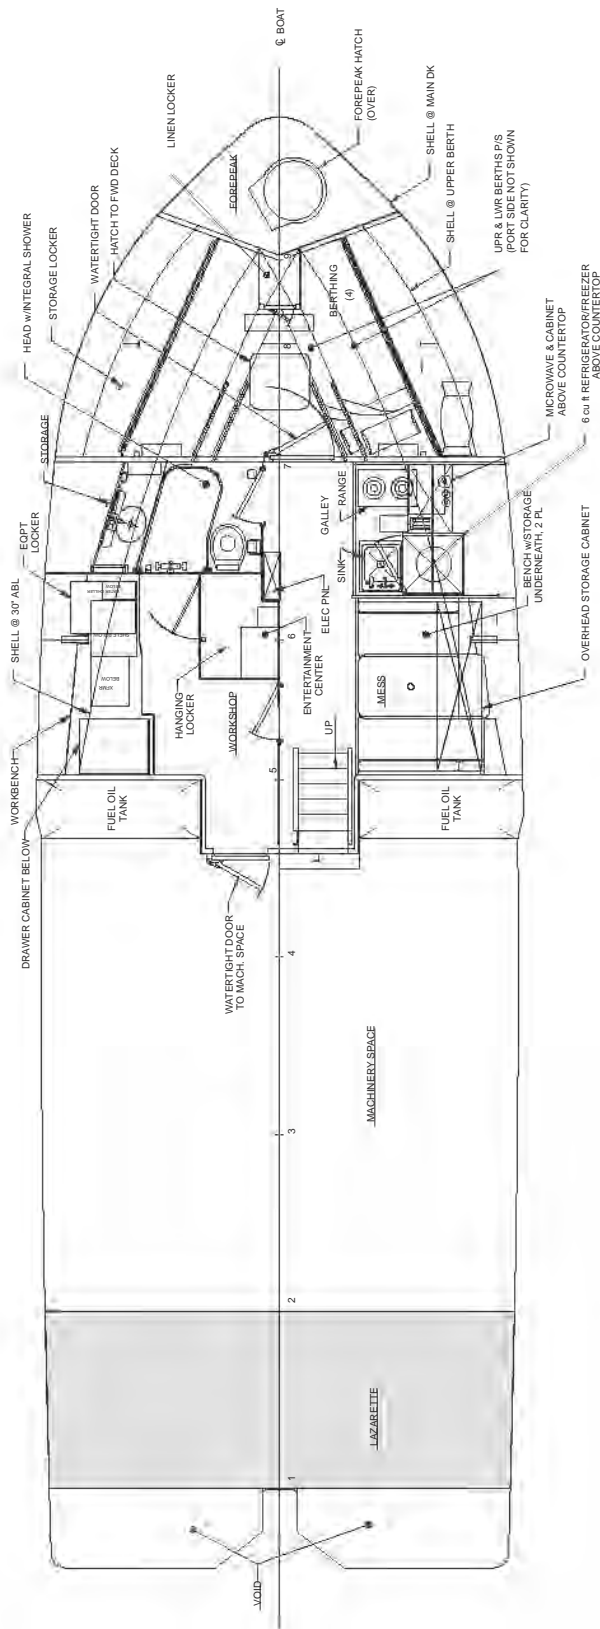 ℄ BOAT
LINEN LOCKER
FOREPEAK HATCH
(OVER)
FOREPEAK
SHELL @ MAIN DK
HATCH TO FWD DECK
WATERTIGHT DOOR
STORAGE LOCKER
HEAD w/INTEGRAL SHOWER
SHELL @ UPPER BERTH
UPR & LWR BERTHS P/S
(PORT SIDE NOT SHOWN
FOR CLARITY)
BERTHING
(4)
9
8
7
STORAGE
EQPT
LOCKER
SHELL @ 30" ABL
MICROWAVE & CABINET
ABOVE COUNTERTOP
6 cu ft REFRIGERATOR/FREEZER
ABOVE COUNTERTOP
GALLEY
RANGE
SINK
ELEC PNL
BENCH w/STORAGE
UNDERNEATH, 2 PL
OVERHEAD STORAGE CABINET
6
XFMR
BELOW
HANGING
LOCKER
ENTERTAINMENT
CENTER
MESS
WORKSHOP
UP
5
WORKBENCH
DRAWER CABINET BELOW
FUEL OIL
TANK
FUEL OIL
TANK
WATERTIGHT DOOR
TO MACH. SPACE
4
MACHINERY SPACE
3
2
LAZARETTE
1
VOID